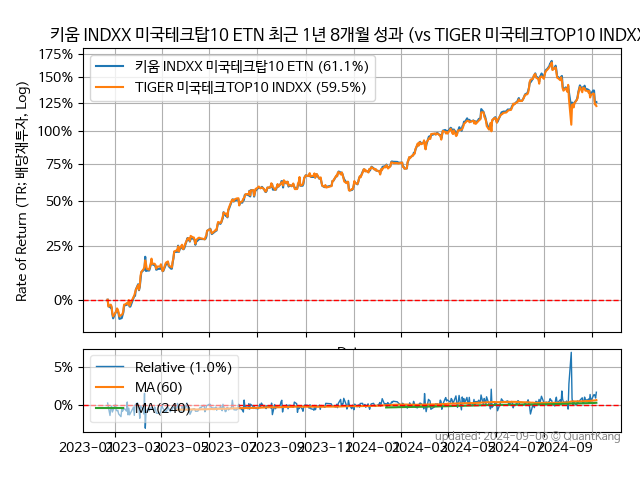 키움 INDXX 미국테크탑10 ETN 최근 1년 8개월 성과 (vs TIGER 미국테크TOP10 INDXX
175%
150%
125%
100%
75%
50%
25%
0%
Rate of Return (TR; 배당재투자, Log)
키움 INDXX 미국테크탑10 ETN (61.1%)
TIGER 미국테크TOP10 INDXX (59.5%)
5%
0%
Relative (1.0%)
MA(60)
MA(240)
2023-01 2023-03 2023-05 2023-07 2023-09 2023-11 2024-01 2024-03 2024-05 2024-07 2024-09
updated: 2024-09-06 © QuantKang